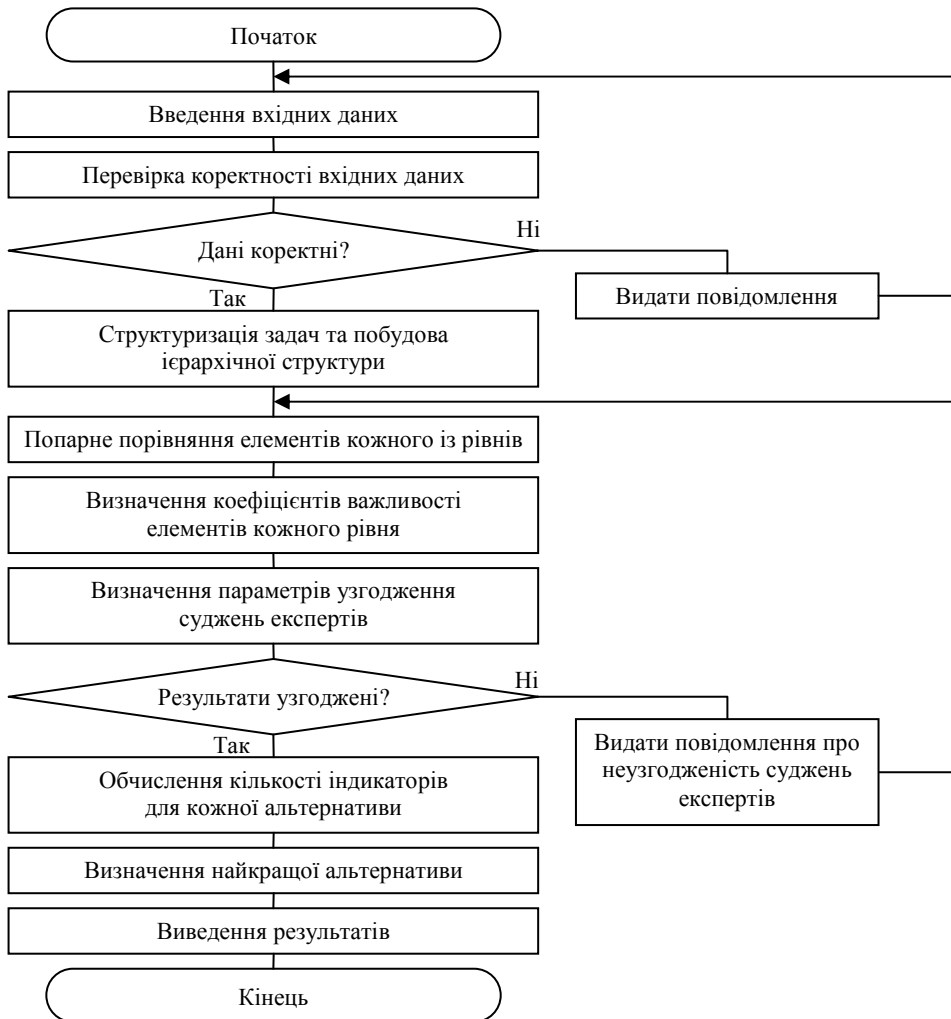 Початок
Введення вхідних даних
Перевірка коректності вхідних даних
Дані коректні?
Ні
Так
Видати повідомлення
Структуризація задач та побудова
ієрархічної структури
Попарне порівняння елементів кожного із рівнів
Визначення коефіцієнтів важливості
елементів кожного рівня
Визначення параметрів узгодження
суджень експертів
Результати узгоджені?
Ні
Так
Видати повідомлення про
неузгодженість суджень
експертів
Обчислення кількості індикаторів
для кожної альтернативи
Визначення найкращої альтернативи
Виведення результатів
Кінець